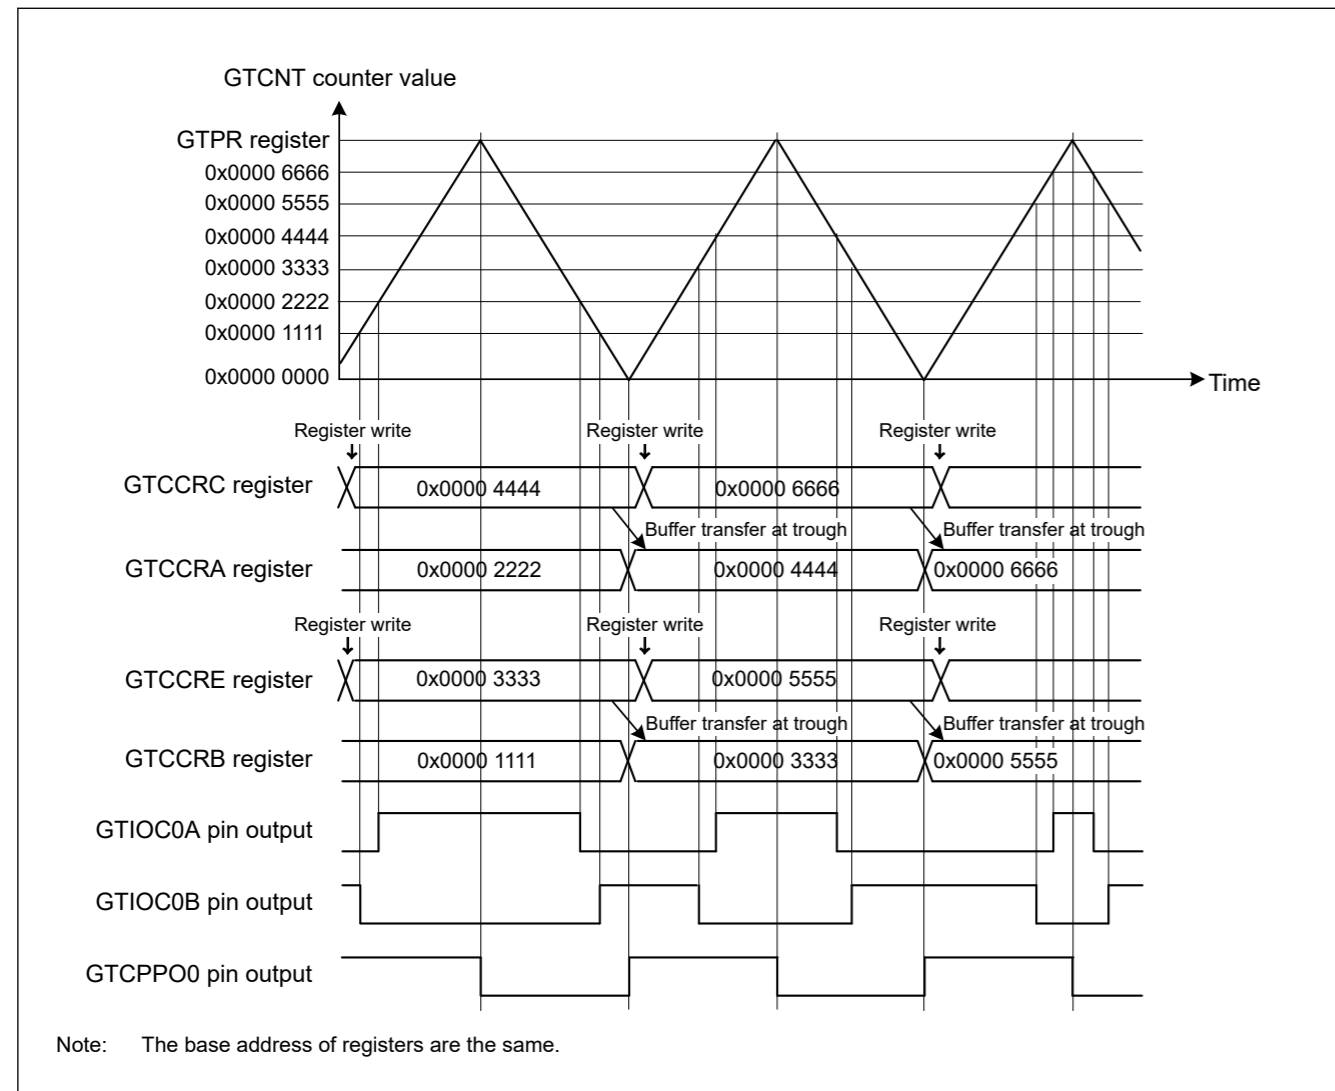 GTCNT counter value
GTPR register
0x0000 6666
0x0000 5555
0x0000 4444
0x0000 3333
0x0000 2222
0x0000 1111
0x0000 0000
Time
Register write Register write Register write
GTCCRC register 0x0000 4444 0x0000 6666
Buffer transfer at trough Buffer transfer at trough
GTCCRA register 0x0000 2222 0x0000 4444 0x0000 6666
Register write Register write Register write
GTCCRE register 0x0000 3333 0x0000 5555
Buffer transfer at trough Buffer transfer at trough
GTCCRB register 0x0000 1111 0x0000 3333 0x0000 5555
GTIOC0A pin output
GTIOC0B pin output
GTCPPO0 pin output
Note: The base address of registers are the same.